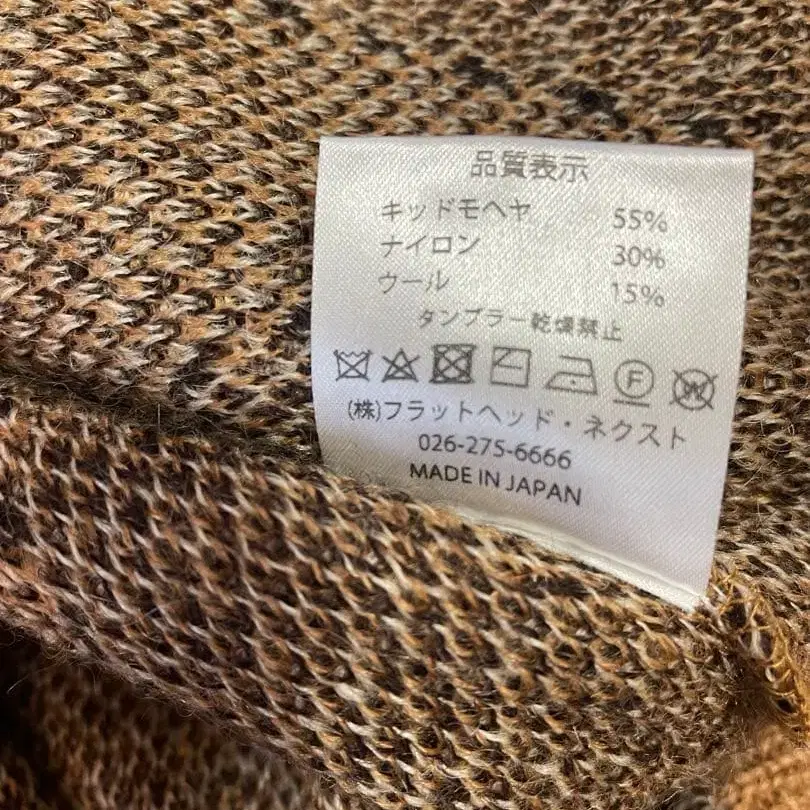 品質表示
キッドモヘヤ 55%
ナイロン 30%
ウール 15%
タンブラー乾燥禁止
F W
(株)フラットヘッド・ネクスト
026-275-6666
MADE IN JAPAN